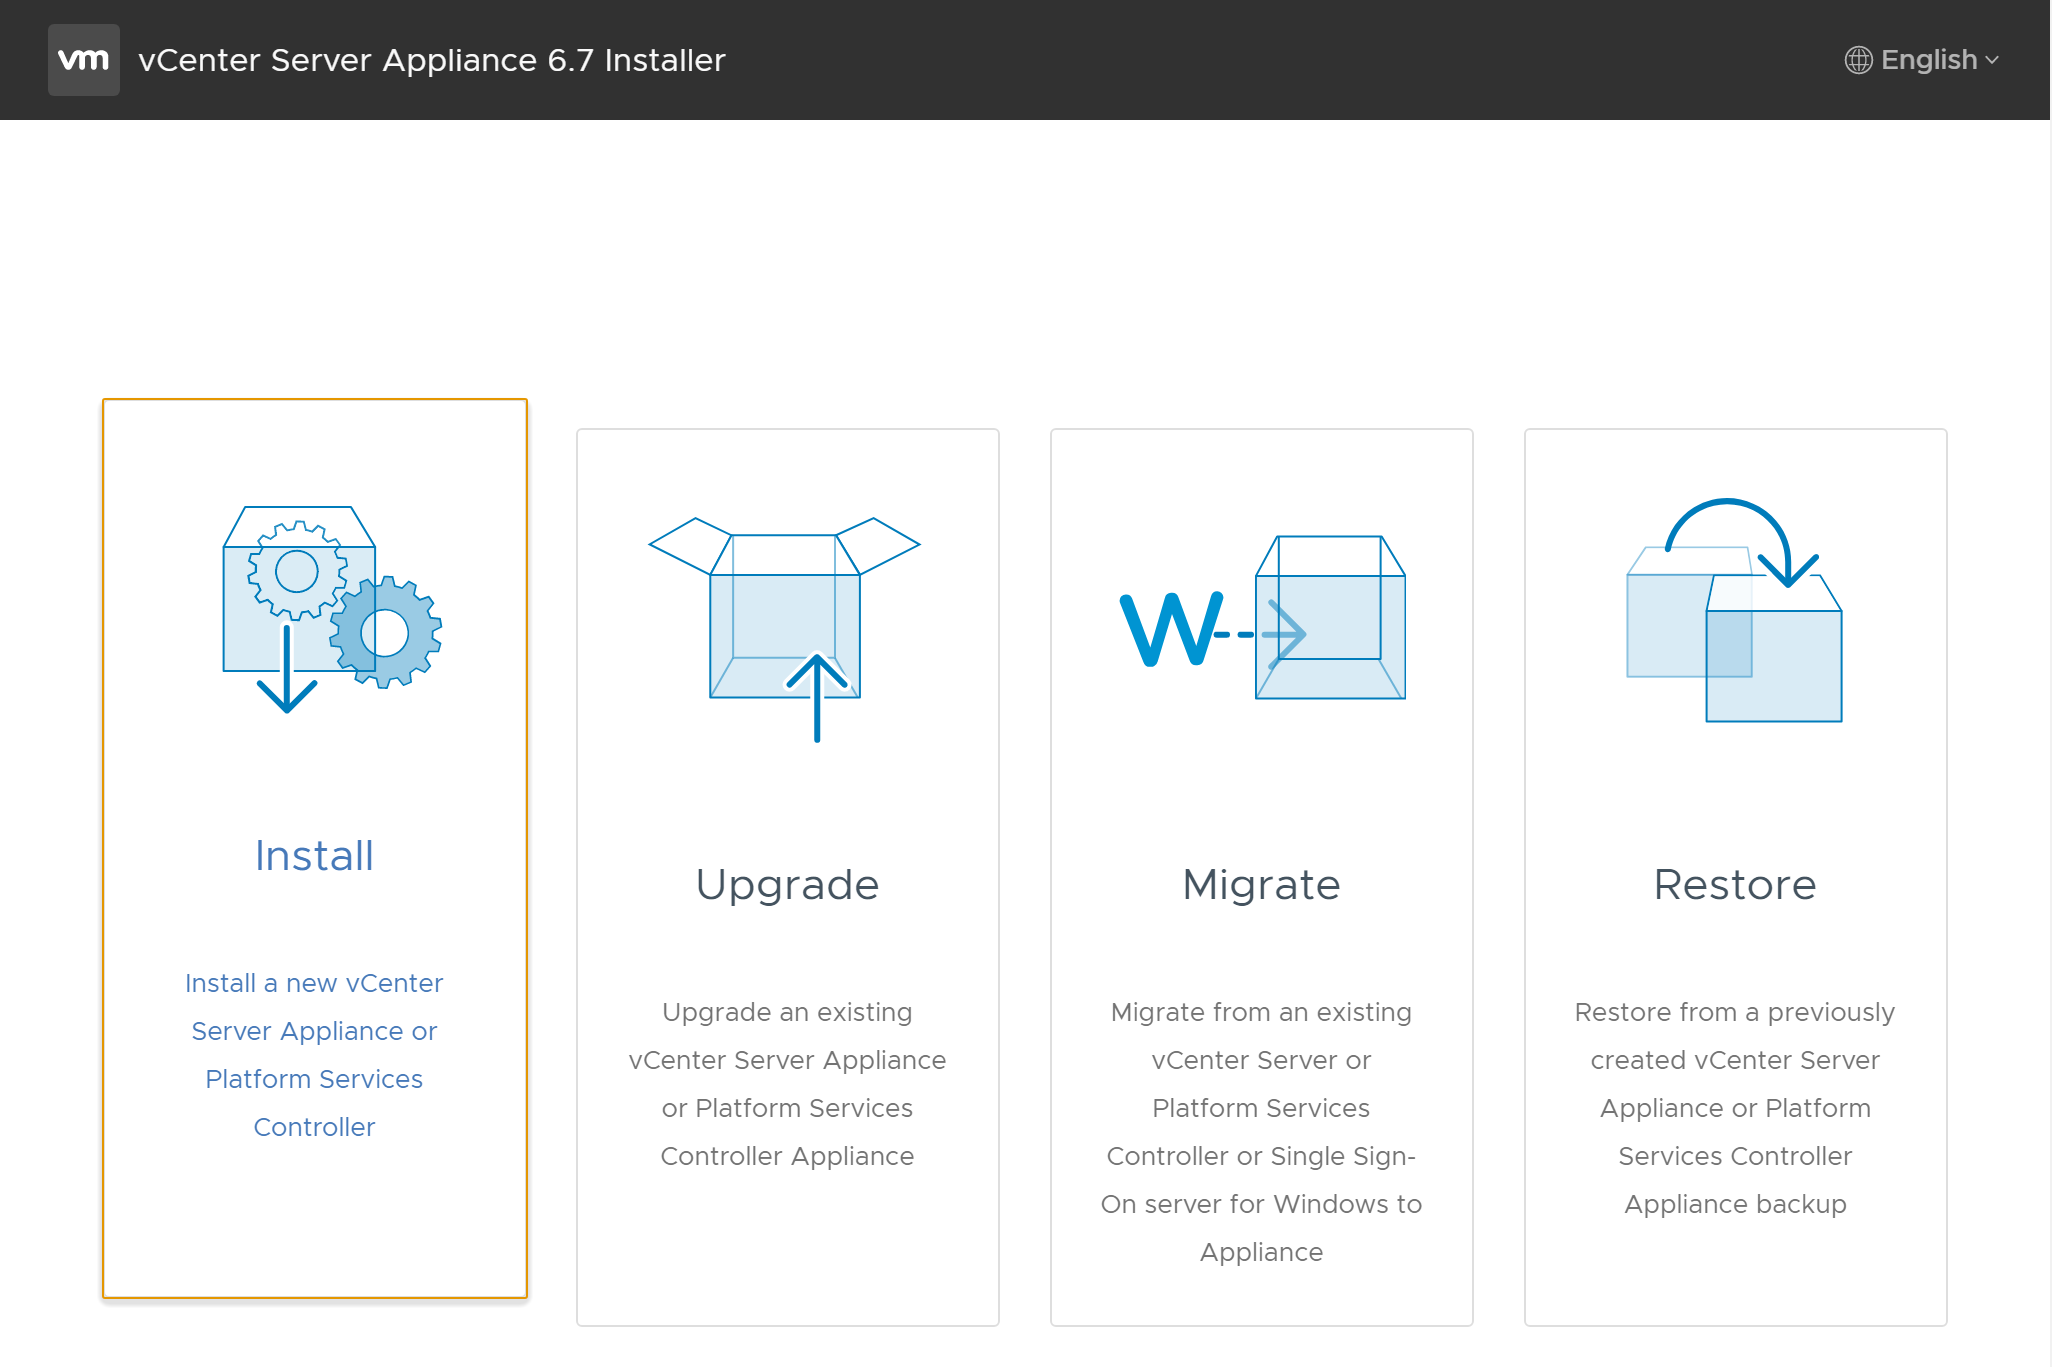 vm vCenter Server Appliance 6.7 Installer
English
Install
Install a new vCenter
Server Appliance or
Platform Services
Controller
Upgrade
Upgrade an existing
vCenter Server Appliance
or Platform Services
Controller Appliance
W
Migrate
Migrate from an existing
vCenter Server or
Platform Services
Controller or Single Sign-
On server for Windows to
Appliance
Restore
Restore from a previously
created vCenter Server
Appliance or Platform
Services Controller
Appliance backup